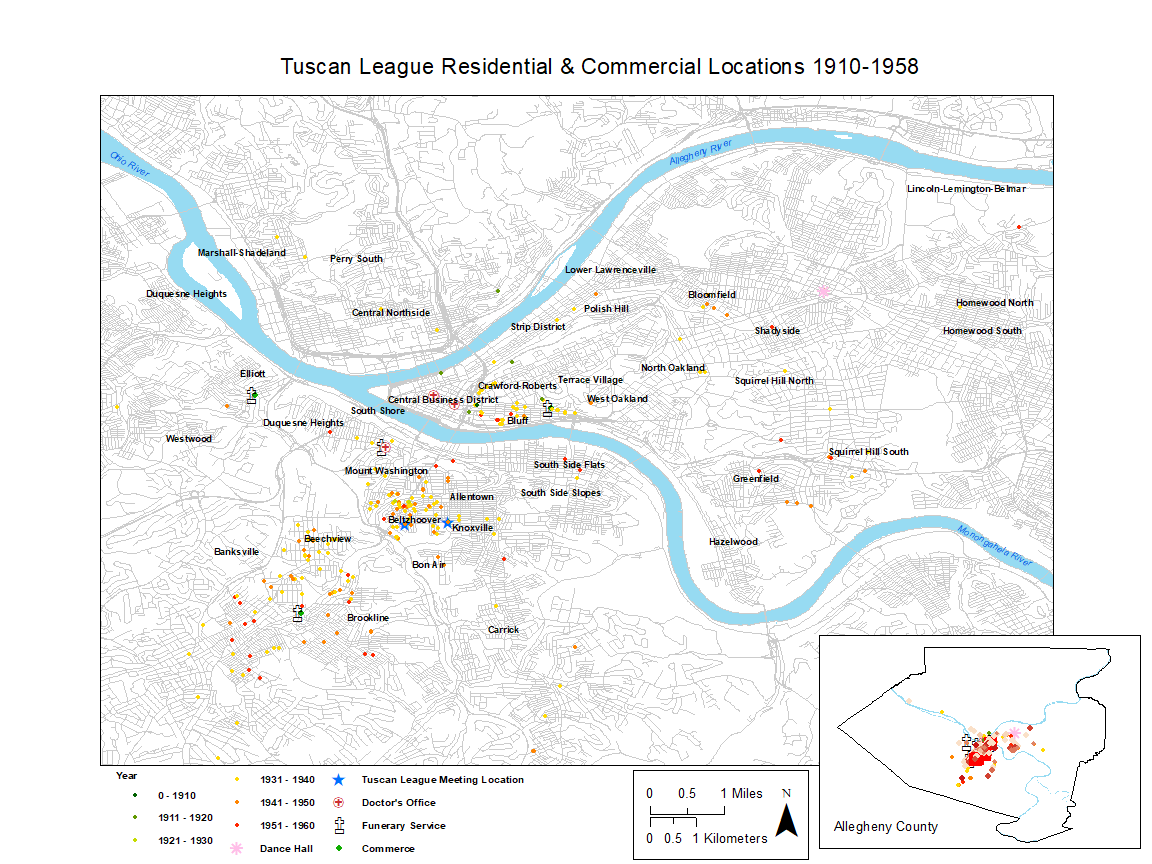 Tuscan League Residential & Commercial Locations 1910-1958
Ohio River
Allegheny River
Lincoln-Lemington-Belmar
Marshall-Shadeland
Perry South
Lower Lawrenceville
Duquesne Heights
Bloomfield
Homewood North
Central Northside
Polish Hill
Strip District
Shadyside
Homewood South
Elliott
North Oakland
Crawford-Roberts
Terrace Village
Squirrel Hill North
Central Business District
West Oakland
South Shore
Duquesne Heights
Bluff
Westwood
Squirrel Hill South
Mount Washington
South Side Flats
Greenfield
Allentown
South Side Slopes
Beltzhoover
Knoxville
Beechview
Hazelwood
Monongahela River
Banksville
Bon Air
Brookline
Carrick
Allegheny County
Year
0 - 1910
1911 - 1920
1921 - 1930
1931 - 1940
1941 - 1950
1951 - 1960
Dance Hall
Tuscan League Meeting Location
Doctor's Office
Funerary Service
Commerce
0 0.5 1 Miles
0 0.5 1 Kilometers
N